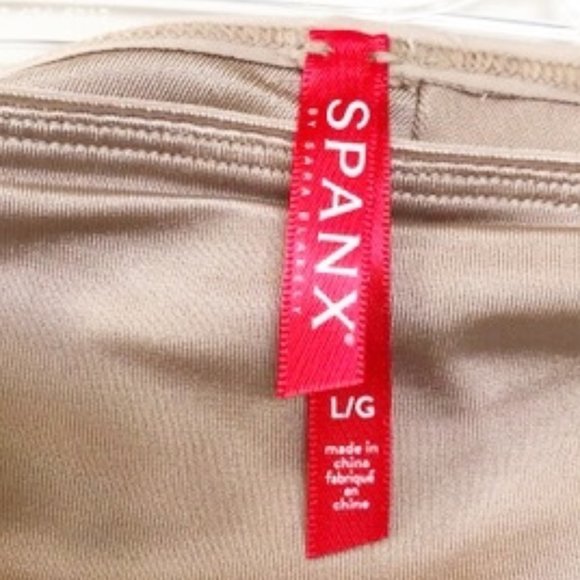 SPANX®
BY SARA BLAKELY
L/G
made in
china
fabriqué
en
chine